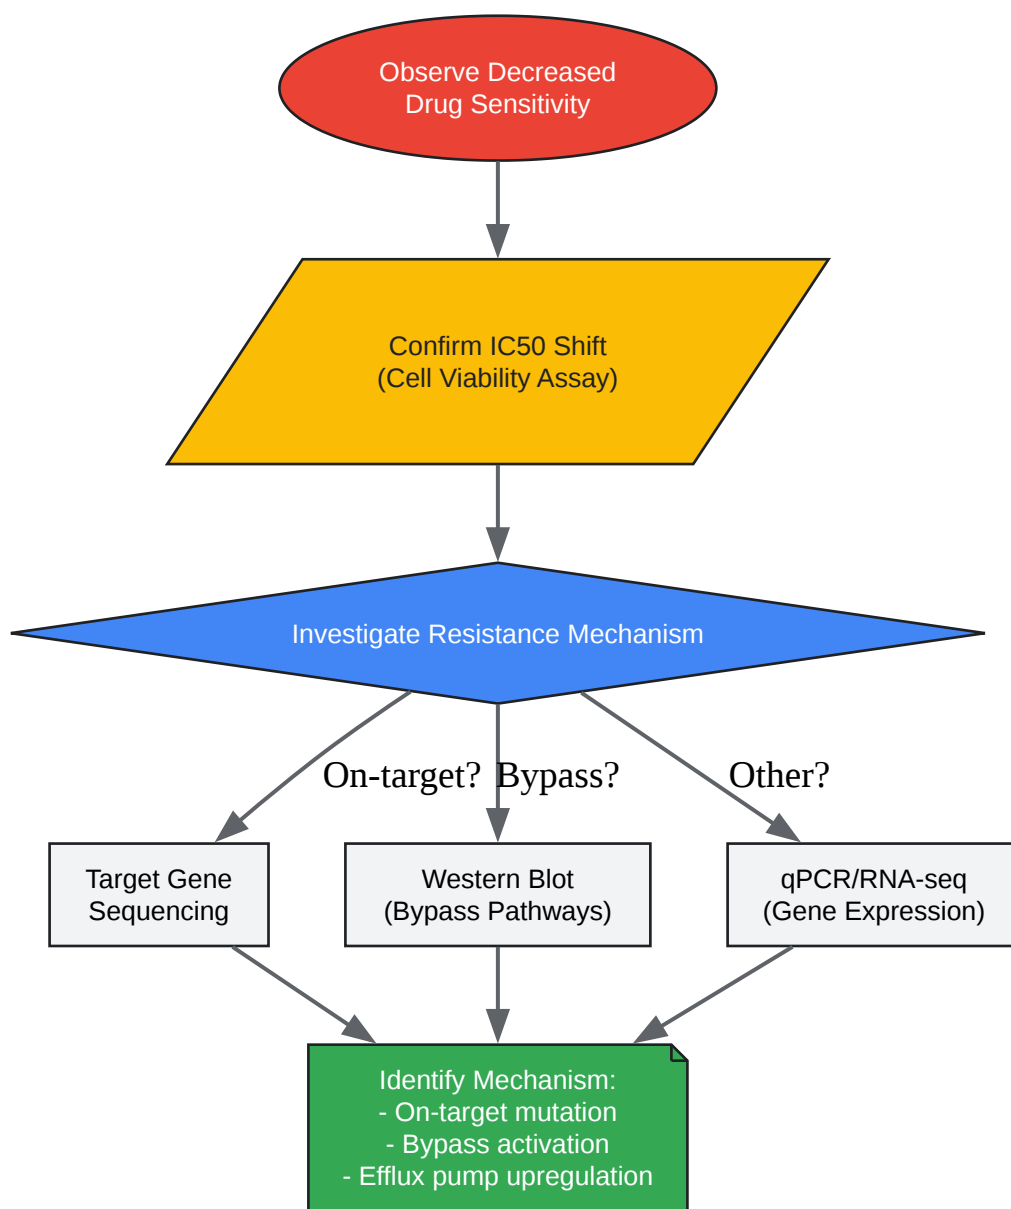 Observe Decreased
Drug Sensitivity
Confirm IC50 Shift
(Cell Viability Assay)
Investigate Resistance Mechanism
On-target?
Bypass?
Other?
Target Gene
Sequencing
Western Blot
(Bypass Pathways)
qPCR/RNA-seq
(Gene Expression)
Identify Mechanism:
- On-target mutation
- Bypass activation
- Efflux pump upregulation